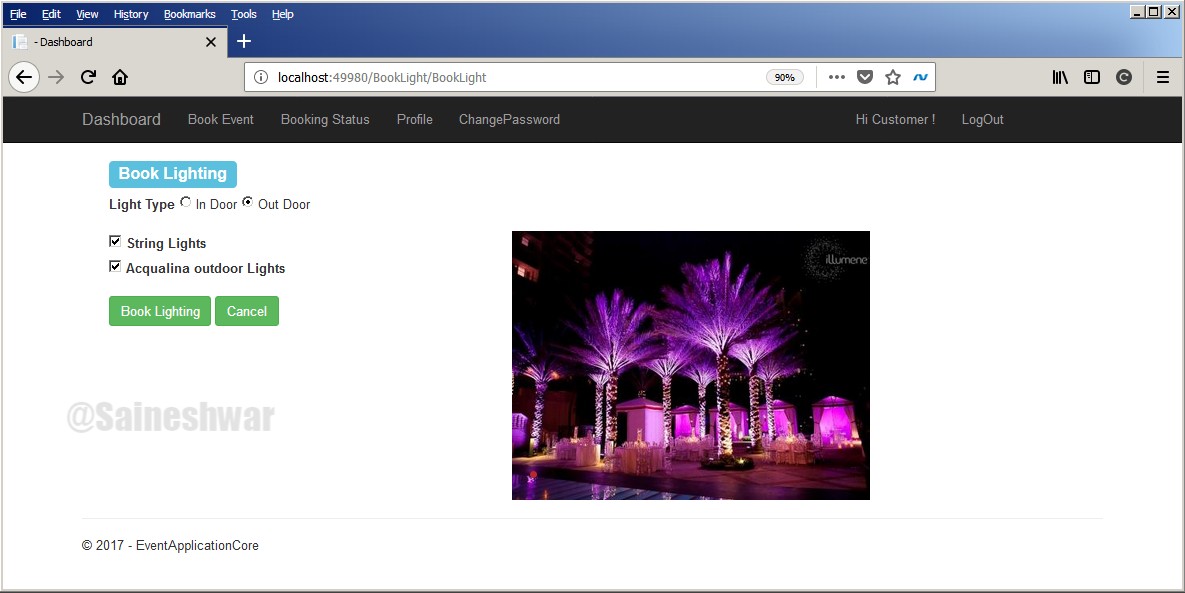 File Edit View History Bookmarks Tools Help
- Dashboard
localhost:49980/BookLight/BookLight 90%
Dashboard Book Event Booking Status Profile ChangePassword Hi Customer ! LogOut
Book Lighting
Light Type In Door Out Door
String Lights
illumene
Acqualina outdoor Lights
Book Lighting Cancel
@Saineshwar
© 2017 - EventApplicationCore